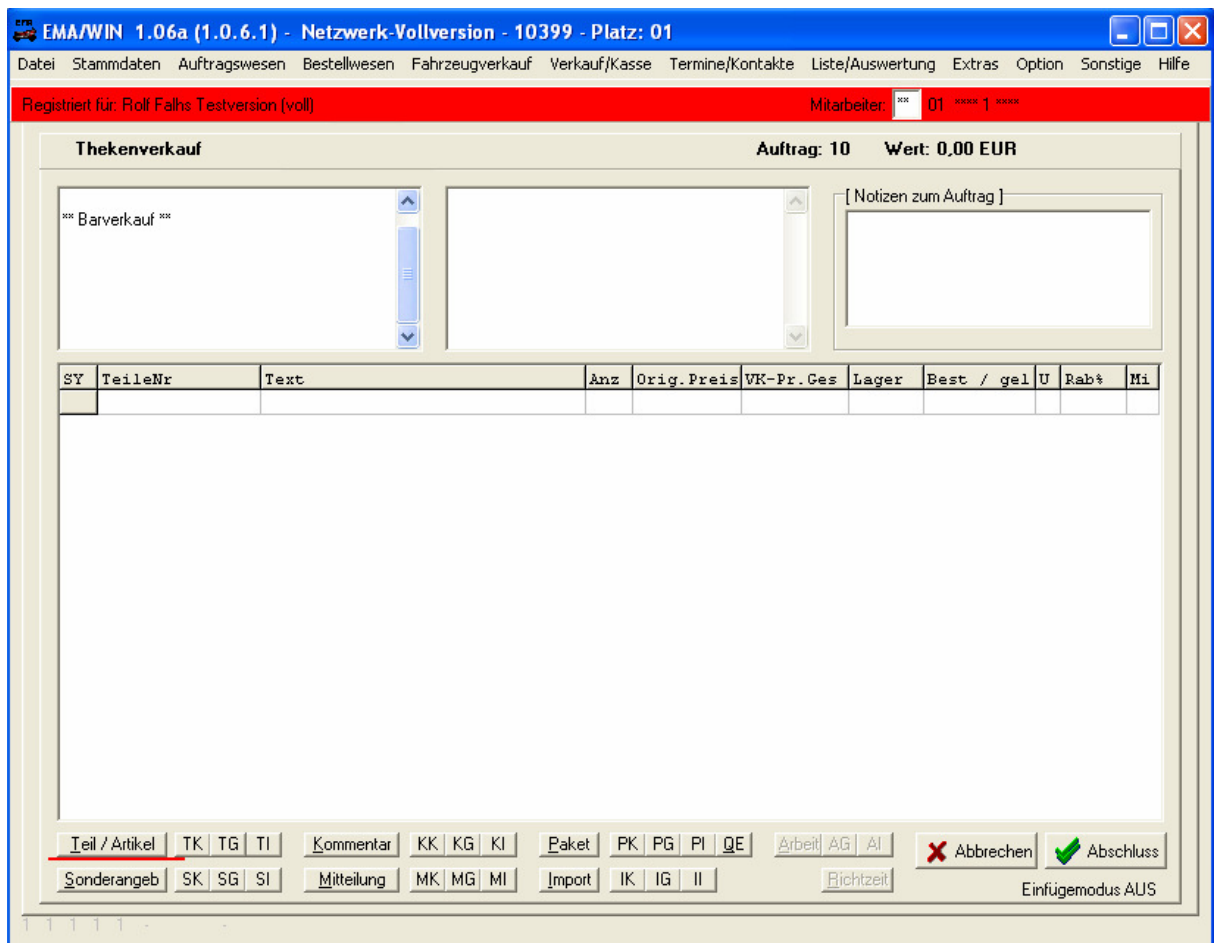 EMA/WIN 1.06a (1.0.6.1) - Netzwerk-Vollversion - 10399 - Platz: 01
Datei Stammdaten Auftragswesen Bestellwesen Fahrzeugverkauf Verkauf/Kasse Termine/Kontakte Liste/Auswertung Extras Option Sonstige Hilfe
Registriert für: Rolf Falhs Testversion (voll) Mitarbeiter: ** 01 **** 1 ****
Thekenverkauf Auftrag: 10 Wert: 0,00 EUR
[ Notizen zum Auftrag ]
** Barverkauf **
SY TeileNr Text Anz Orig.Preis VK-Pr.Ges Lager Best / gel U Rab% Mi
Teil / Artikel TK TG TI Kommentar KK KG KI Paket PK PG PI QE Arbeit AG AI Abbrechen Abschluss
Sonderangeb SK SG SI Mitteilung MK MG MI Import IK IG II Richtzeit Einfügemodus AUS
1 1 1 1 1 - -